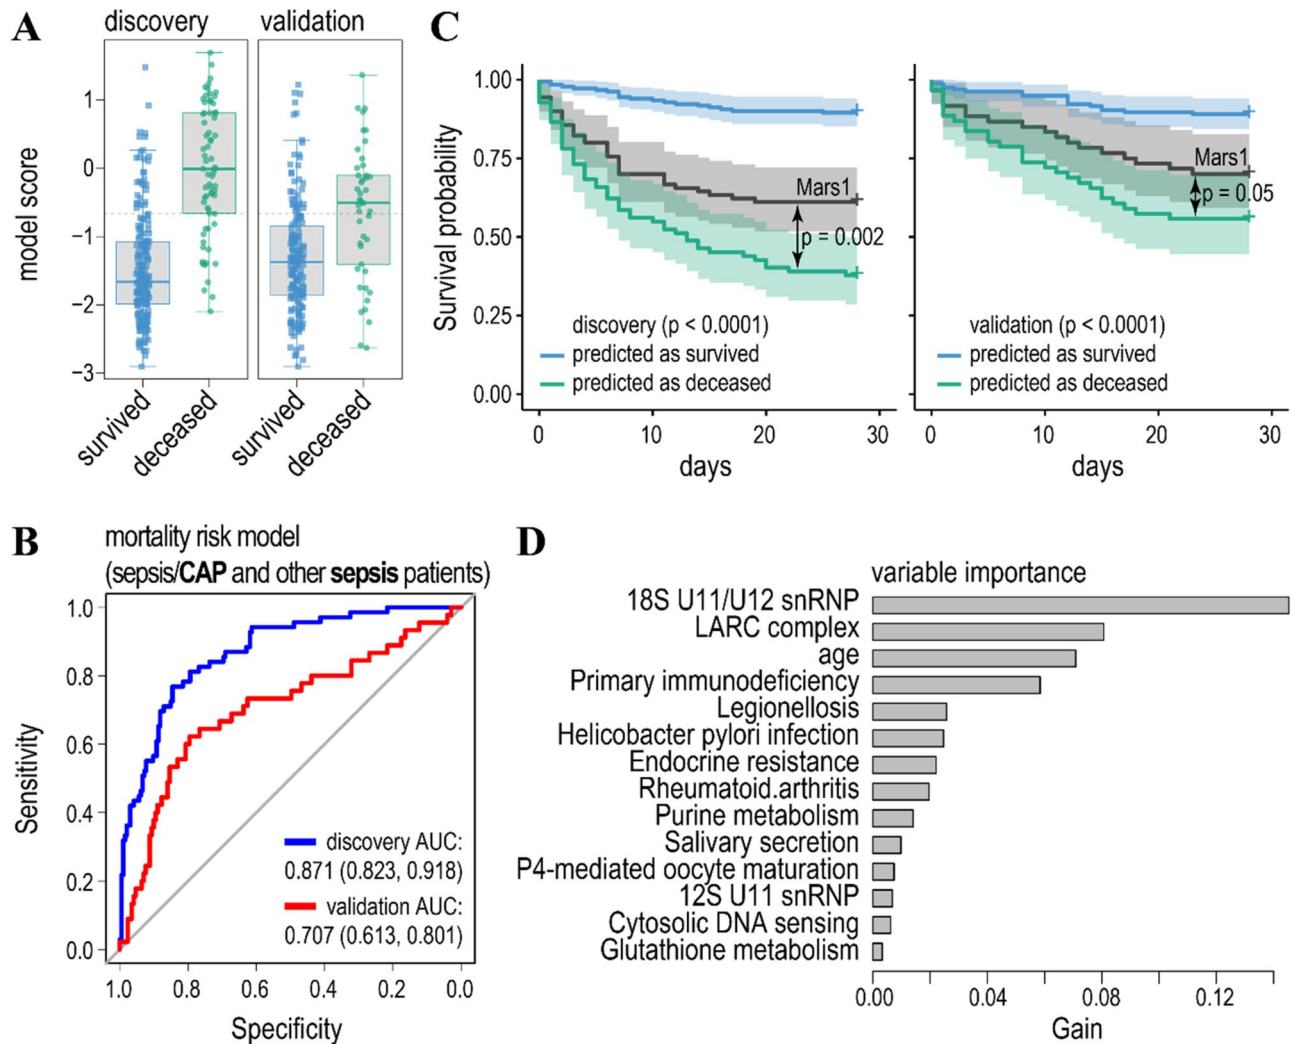 A
discovery
validation
model score
1
0
−1
−2
−3
survived
deceased
survived
deceased
C
Survival probability
1.00
0.75
0.50
0.25
0.00
Mars1
p = 0.002
discovery (p < 0.0001)
predicted as survived
predicted as deceased
0
10
20
30
days
Mars1
p = 0.05
validation (p < 0.0001)
predicted as survived
predicted as deceased
0
10
20
30
days
B
mortality risk model
(sepsis/CAP and other sepsis patients)
Sensitivity
1.0
0.8
0.6
0.4
0.2
0.0
discovery AUC:
0.871 (0.823, 0.918)
validation AUC:
0.707 (0.613, 0.801)
1.0
0.8
0.6
0.4
0.2
0.0
Specificity
D
variable importance
18S U11/U12 snRNP
LARC complex
age
Primary immunodeficiency
Legionellosis
Helicobacter pylori infection
Endocrine resistance
Rheumatoid.arthritis
Purine metabolism
Salivary secretion
P4-mediated oocyte maturation
12S U11 snRNP
Cytosolic DNA sensing
Glutathione metabolism
0.00
0.04
0.08
0.12
Gain